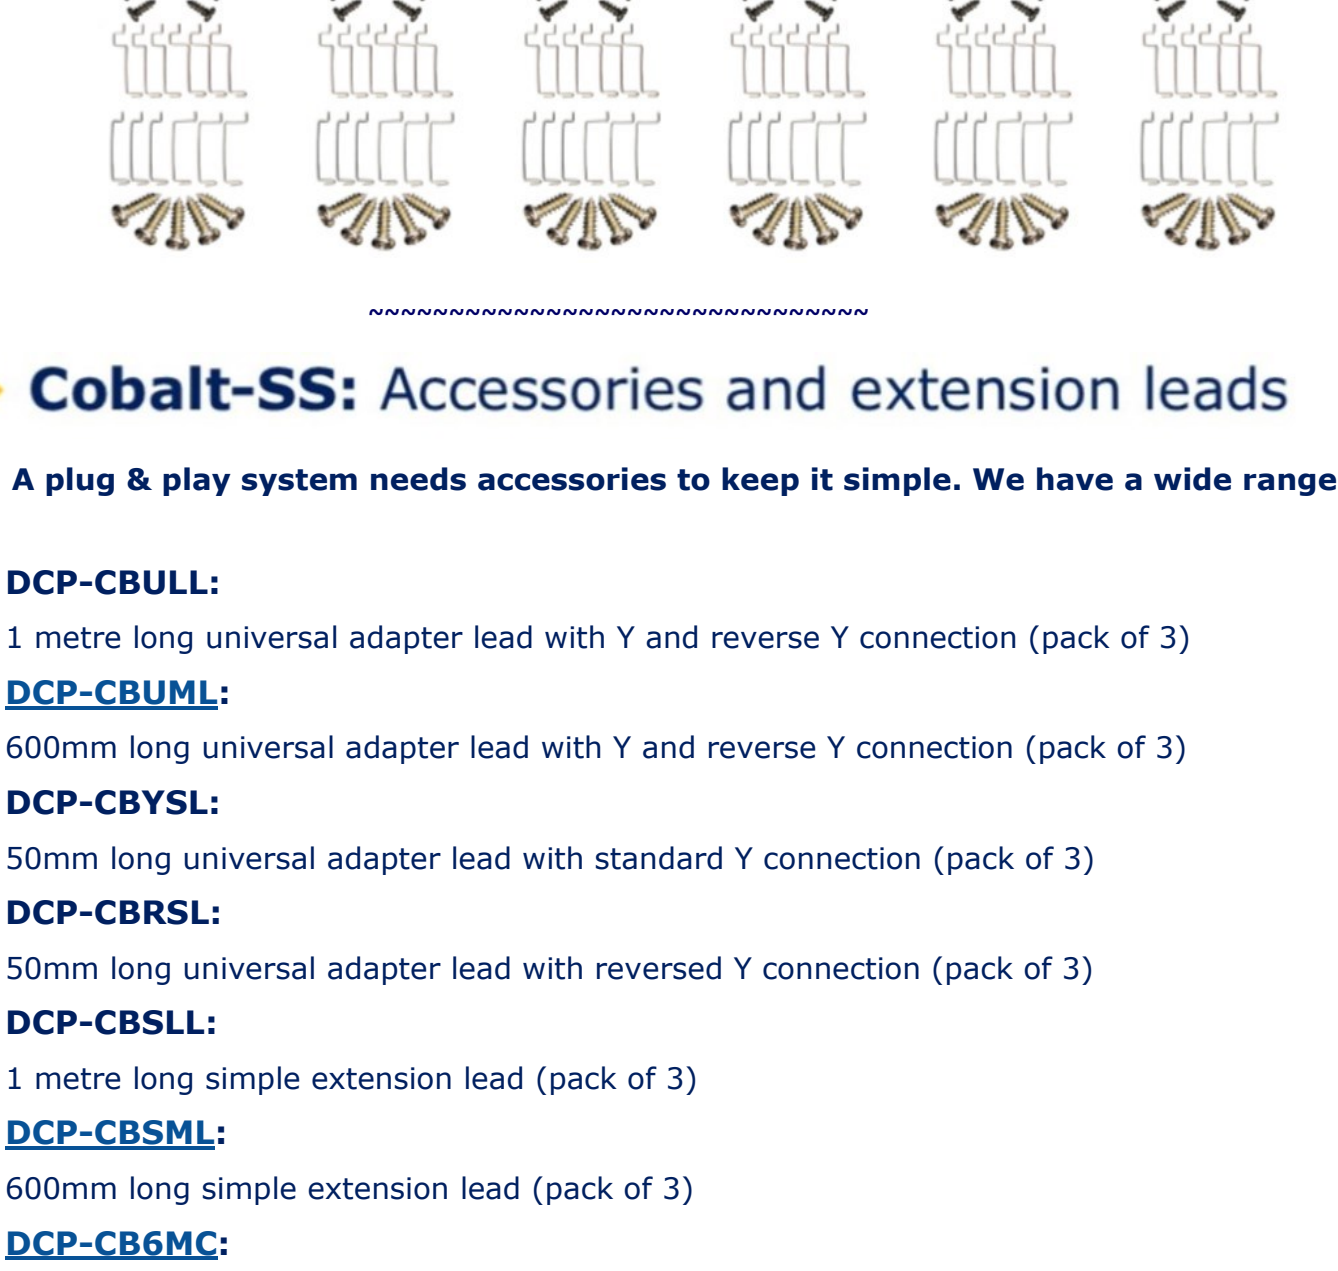 ~~~~~~~~~~~~~~~~~~~~~~~~~~~~~~~
Cobalt-SS: Accessories and extension leads
A plug & play system needs accessories to keep it simple. We have a wide range
DCP-CBULL:
1 metre long universal adapter lead with Y and reverse Y connection (pack of 3)
DCP-CBUML:
600mm long universal adapter lead with Y and reverse Y connection (pack of 3)
DCP-CBYSL:
50mm long universal adapter lead with standard Y connection (pack of 3)
DCP-CBRSL:
50mm long universal adapter lead with reversed Y connection (pack of 3)
DCP-CBSLL:
1 metre long simple extension lead (pack of 3)
DCP-CBSML:
600mm long simple extension lead (pack of 3)
DCP-CB6MC: